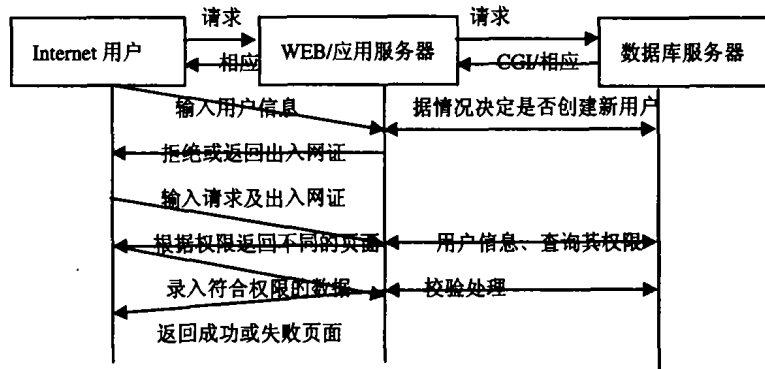 请求
请求
Internet 用户
WEB/应用服务器
数据库服务器
相应
CGI/相应
输入用户信息
据情况决定是否创建新用户
拒绝或返回出入网证
输入请求及出入网证
根据权限返回不同的页面
用户信息、查询其权限
录入符合权限的数据
校验处理
返回成功或失败页面